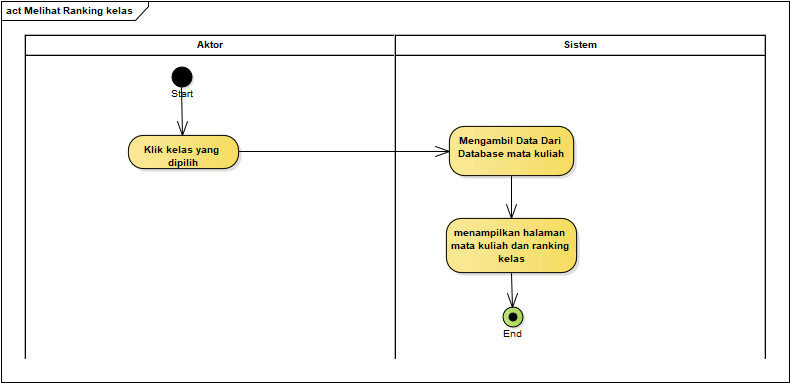 act Melihat Ranking kelas
Aktor
Sistem
Start
Klik kelas yang
dipilih
Mengambil Data Dari
Database mata kuliah
menampilkan halaman
mata kuliah dan ranking
kelas
End